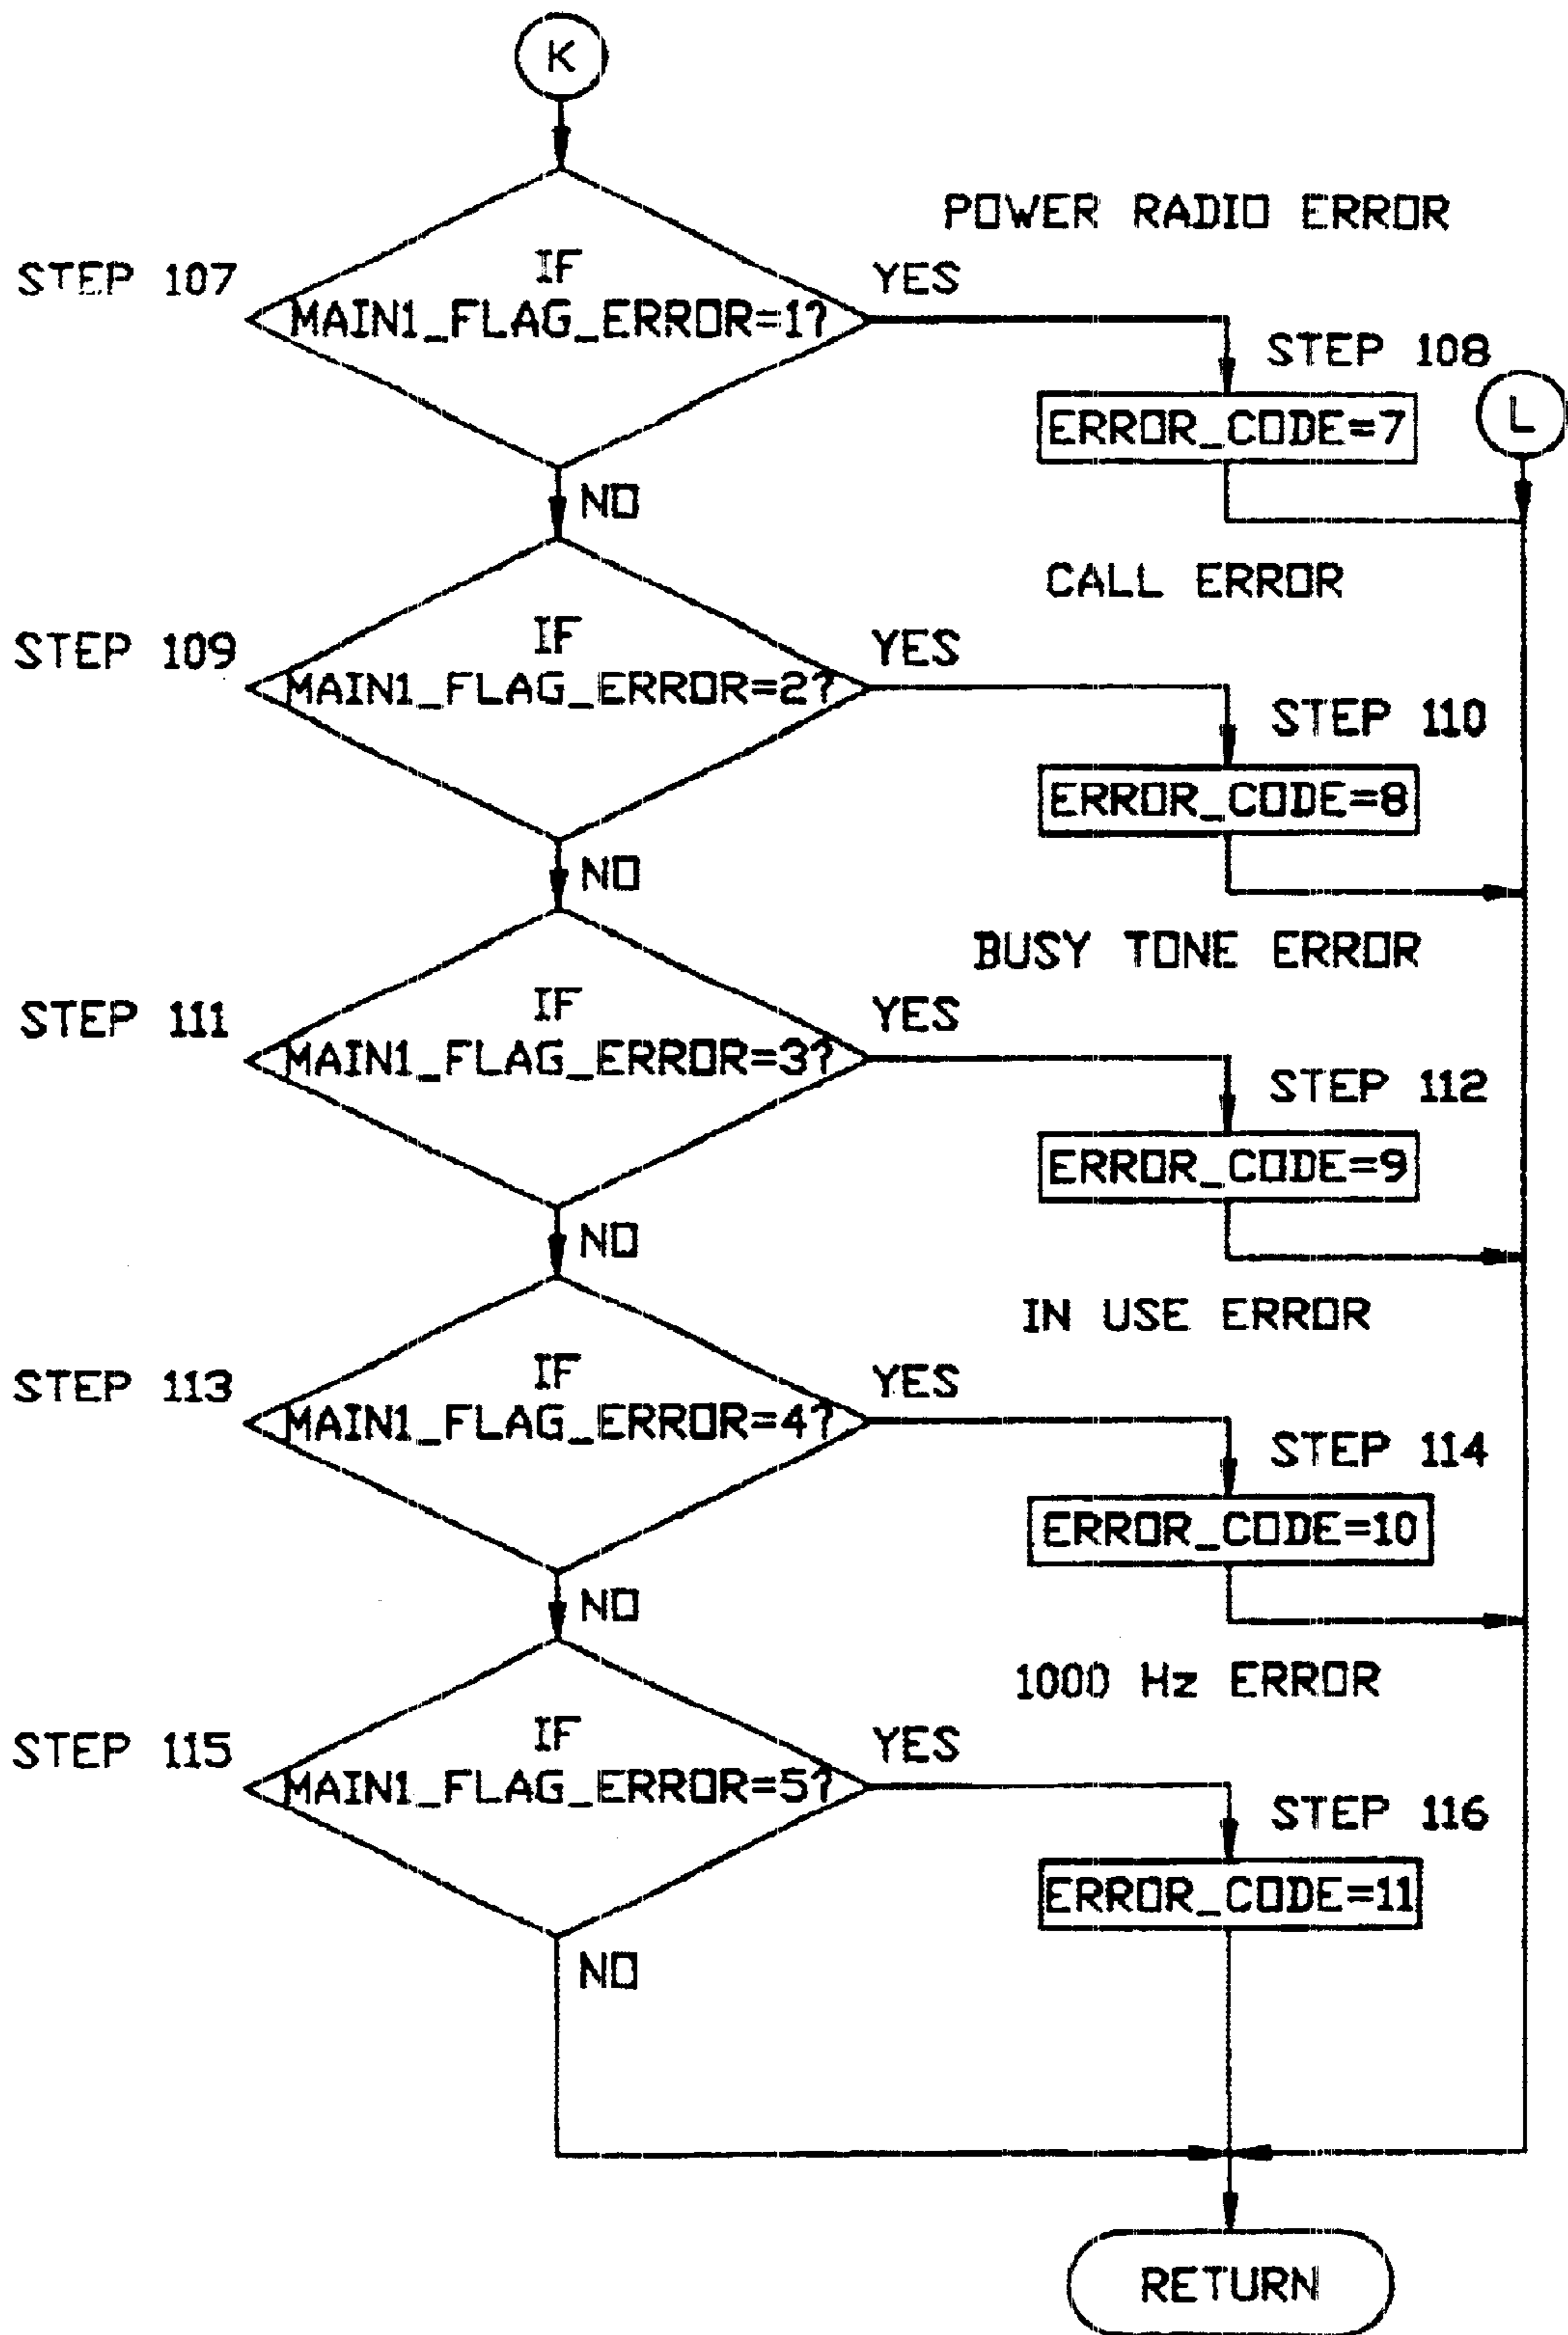 K
POWER RADIO ERROR
STEP 107
IF
MAIN1_FLAG_ERROR=1?
YES
STEP 108
ERROR_CODE=7
L
NO
CALL ERROR
STEP 109
IF
MAIN1_FLAG_ERROR=2?
YES
STEP 110
ERROR_CODE=8
NO
BUSY TONE ERROR
STEP 111
IF
MAIN1_FLAG_ERROR=3?
YES
STEP 112
ERROR_CODE=9
NO
IN USE ERROR
STEP 113
IF
MAIN1_FLAG_ERROR=4?
YES
STEP 114
ERROR_CODE=10
NO
1000 Hz ERROR
STEP 115
IF
MAIN1_FLAG_ERROR=5?
YES
STEP 116
ERROR_CODE=11
NO
RETURN